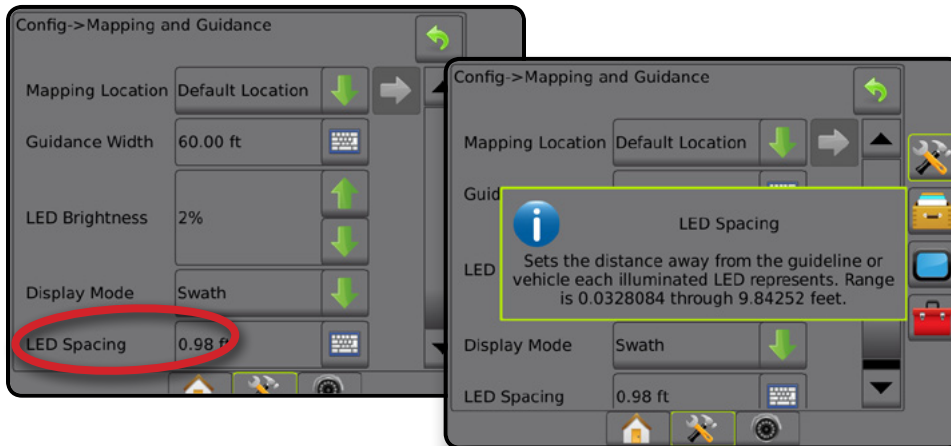 Config->Mapping and Guidance
Mapping Location Default Location
Guidance Width 60.00 ft
LED Brightness 2%
Display Mode Swath
LED Spacing 0.98 ft
Config->Mapping and Guidance
Mapping Location Default Location
Guid
LED
LED Spacing
Sets the distance away from the guideline or
vehicle each illuminated LED represents. Range
is 0.0328084 through 9.84252 feet.
Display Mode Swath
LED Spacing 0.98 ft